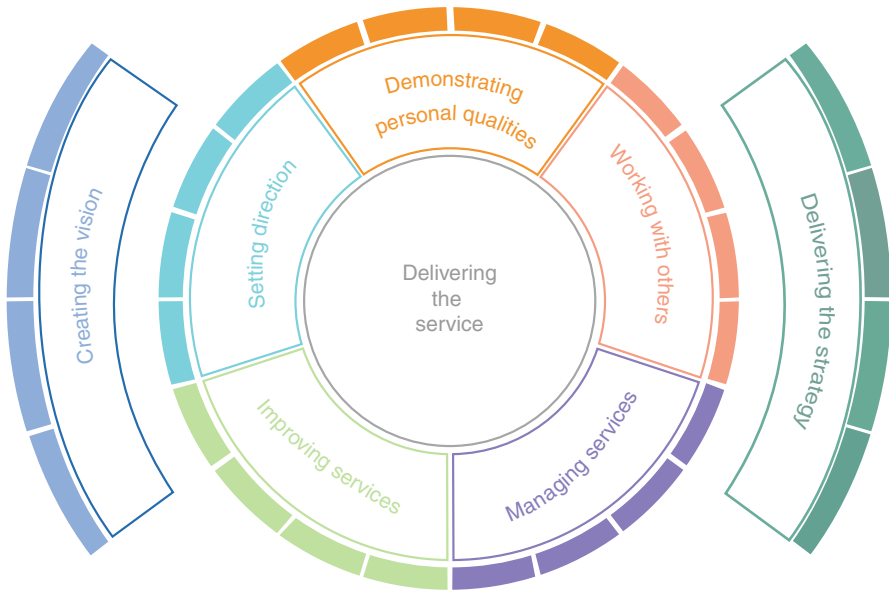 Demonstrating
personal qualities
Working with others
Managing services
Improving services
Setting direction
Delivering
the
service
Creating the vision
Delivering the strategy